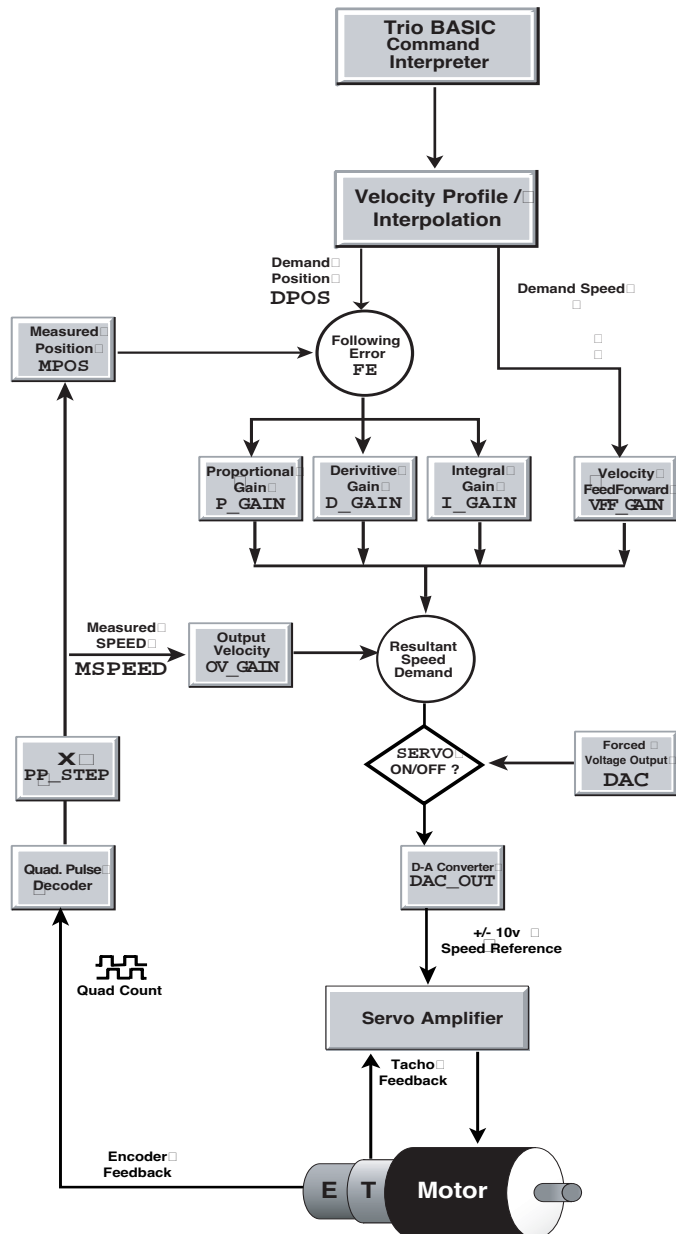 Trio BASIC
Command
Interpreter
Velocity Profile /
Interpolation
Demand
Position
DPOS
Demand Speed
Measured
Position
MPOS
Following
Error
FE
Proportional
Gain
P_GAIN
Derivitive
Gain
D_GAIN
Integral
Gain
I_GAIN
Velocity
FeedForward
VFF_GAIN
Measured
SPEED
MSPEED
Output
Velocity
OV_GAIN
Resultant
Speed
Demand
X
PP_STEP
SERVO
ON/OFF ?
Forced
Voltage Output
DAC
Quad. Pulse
Decoder
D-A Converter
DAC_OUT
+/- 10v
Speed Reference
Quad Count
Servo Amplifier
Tacho
Feedback
Encoder
Feedback
E T Motor